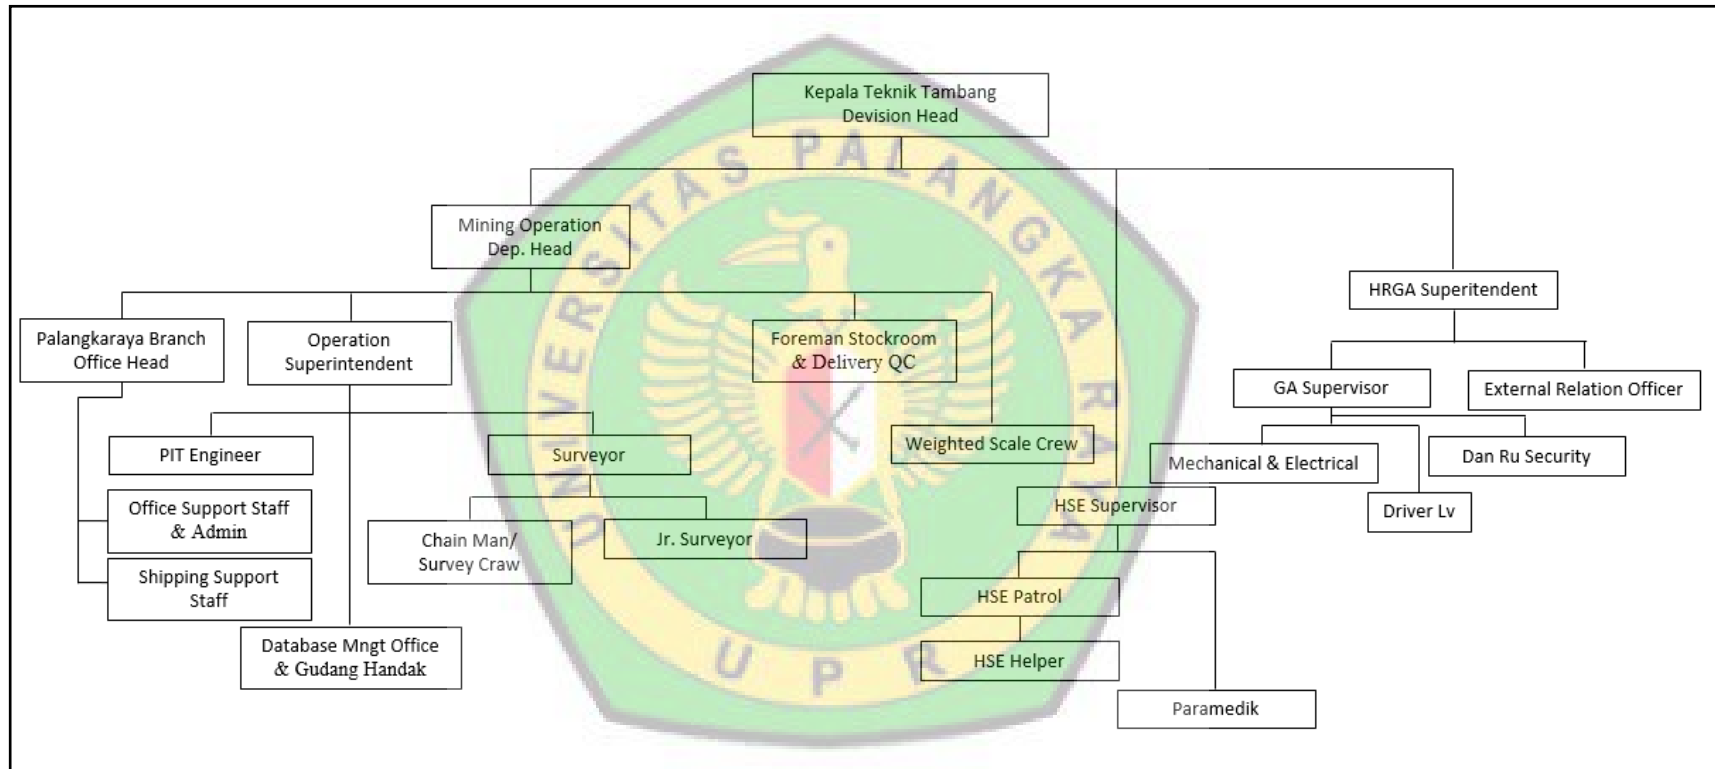 UNIVERSITAS PALANGKA RAYA
UPR
Kepala Teknik Tambang
Devision Head
Mining Operation
Dep. Head
HRGA Superitendent
Palangkaraya Branch
Office Head
Operation
Superintendent
Foreman Stockroom
& Delivery QC
GA Supervisor
External Relation Officer
PIT Engineer
Surveyor
Weighted Scale Crew
Mechanical & Electrical
Dan Ru Security
Office Support Staff
& Admin
HSE Supervisor
Driver Lv
Chain Man/
Survey Craw
Jr. Surveyor
Shipping Support
Staff
HSE Patrol
Database Mngt Office
& Gudang Handak
HSE Helper
Paramedik